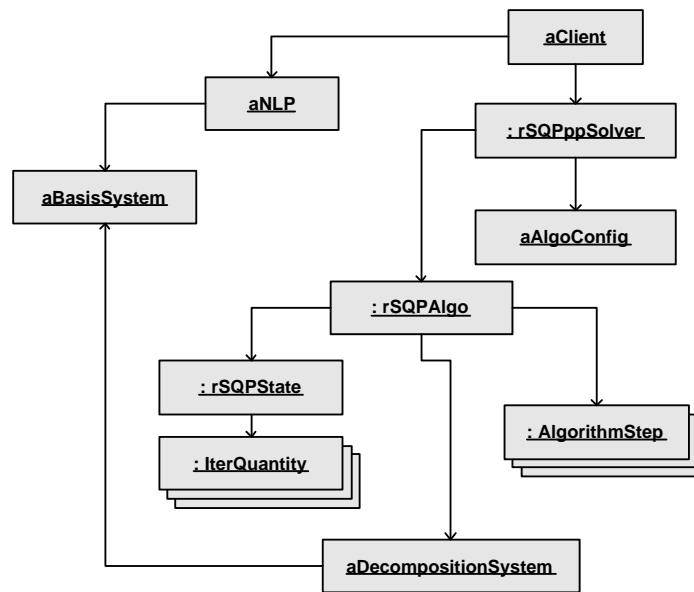 aClient
aNLP
: rSQPppSolver
aBasisSystem
aAlgoConfig
: rSQPAlgo
: rSQPState
: AlgorithmStep
: IterQuantity
aDecompositionSystem